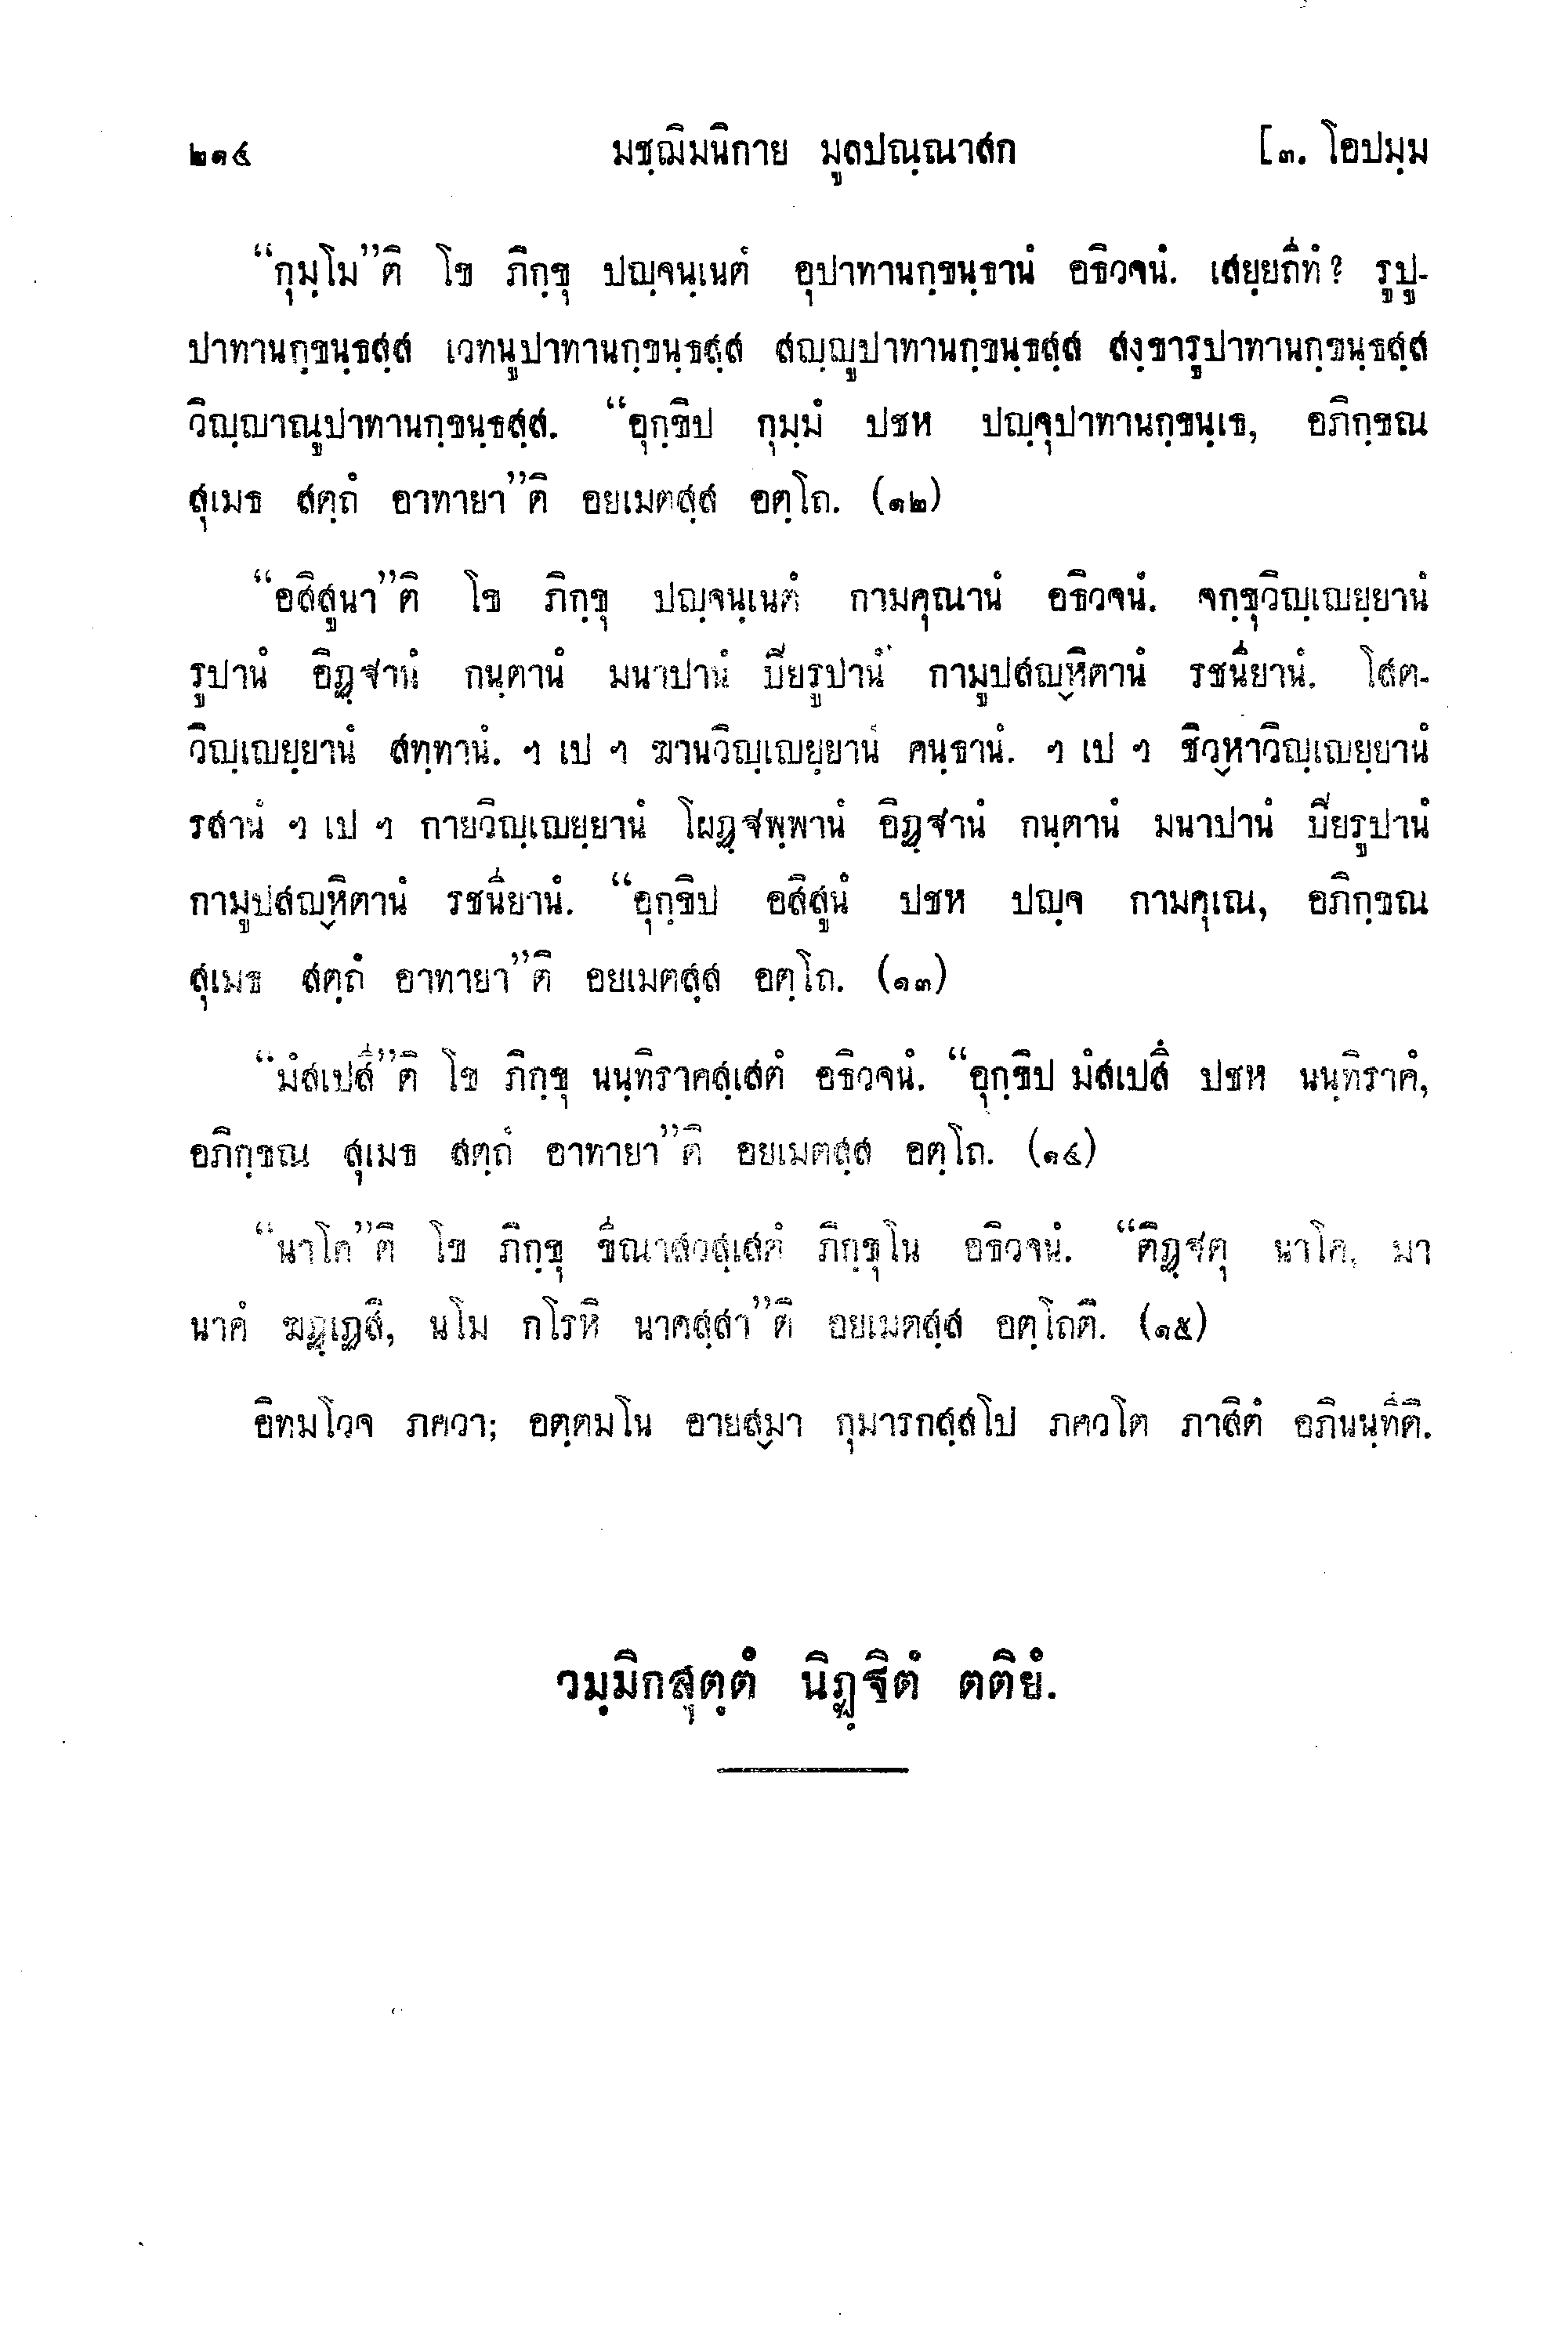 ๒๑๔ มชฺฌิมนิกาย มูลปณฺณาสก [๓. โอปมฺม
“กุมฺโม”ติ โข ภิกฺขุ ปญฺจนฺเนตํ อุปาทานกฺขนฺธานํ อธิวจนํ. เสยฺยถีทํ? รูปู-
ปาทานกฺขนฺธสฺส เวทนูปาทานกฺขนฺธสฺส สญฺญูปาทานกฺขนฺธสฺส สงฺขารูปาทานกฺขนฺธสฺส
วิญฺญาณูปาทานกฺขนฺธสฺส. “อุกฺขิป กุมฺมํ ปชห ปญฺจุปาทานกฺขนฺเธ, อภิกฺขณ
สุเมธ สตฺถํ อาทายา”ติ อยเมตสฺส อตฺโถ. (๑๒)
“อสิสูนา”ติ โข ภิกฺขุ ปญฺจนฺเนตํ กามคุณานํ อธิวจนํ. จกฺขุวิญฺเญยฺยานํ
รูปานํ อิฏฺฐานํ กนฺตานํ มนาปานํ ปิยรูปานํ กามูปสญฺหิตานํ รชนียานํ. โสต-
วิญฺเญยฺยานํ สทฺทานํ. ฯ เป ฯ ฆานวิญฺเญยฺยานํ คนฺธานํ. ฯ เป ฯ ชิวฺหาวิญฺเญยฺยานํ
รสานํ ฯ เป ฯ กายวิญฺเญยฺยานํ โผฏฺฐพฺพานํ อิฏฺฐานํ กนฺตานํ มนาปานํ ปิยรูปานํ
กามูปสญฺหิตานํ รชนียานํ. “อุกฺขิป อสิสูนํ ปชห ปญฺจ กามคุเณ, อภิกฺขณ
สุเมธ สตฺถํ อาทายา”ติ อยเมตสฺส อตฺโถ. (๑๓)
“มํสเปสี”ติ โข ภิกฺขุ นนฺทิราคสฺเสตํ อธิวจนํ. “อุกฺขิป มํสเปสึ ปชห นนฺทิราคํ,
อภิกฺขณ สุเมธ สตฺถํ อาทายา”ติ อยเมตสฺส อตฺโถ. (๑๔)
“นาโค”ติ โข ภิกฺขุ ขีณาสวสฺเสตํ ภิกฺขุโน อธิวจนํ. “ติฏฺฐตุ นาโค, มา
นาคํ ฆฏฺเฏสิ, นโม กโรหิ นาคสฺสา”ติ อยเมตสฺส อตฺโถติ. (๑๕)
อิทมโวจ ภควา; อตฺตมโน อายสฺมา กุมารกสฺสโป ภควโต ภาสิตํ อภินนฺทีติ.
วมฺมิกสุตฺตํ นิฏฺฐิตํ ตติยํ.